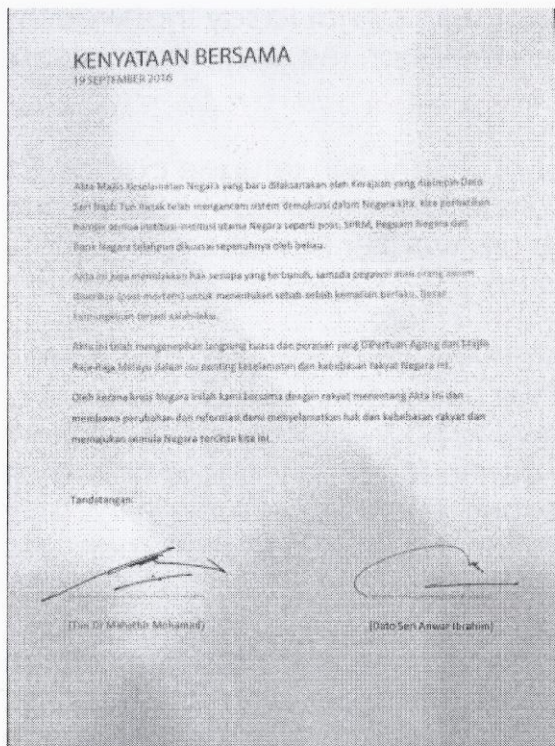 KENYATAAN BERSAMA
19 SEPTEMBER 2016
Akta Majlis Keselamatan Negara yang baru dilaksanakan oleh Kerajaan yang dipimpin Dato
Seri Najib Tun Razak telah mengancam sistem demokrasi dalam Negara kita. Kita perhatikan
hampir semua institusi-institusi utama Negara seperti polis, SPRM, Peguam Negara dan
Bank Negara telahpun dikuasai sepenuhnya oleh beliau.
Akta ini juga menidakkan hak sesiapa yang terbunuh, samada pegawai atau orang awam
diperiksa (post-mortem) untuk menentukan sebab-sebab kematian berlaku. Besar
kemungkinan terjadi salahlaku.
Akta ini telah mengenepikan langsung kuasa dan peranan yang DiPertuan Agong dan Majlis
Raja-Raja Melayu dalam isu penting keselamatan dan kebebasan rakyat Negara ini.
Oleh kerana krisis Negara inilah kami bersama dengan rakyat menentang Akta ini dan
membawa perubahan dan reformasi demi menyelamatkan hak dan kebebasan rakyat dan
memajukan semula Negara tercinta kita ini.
Tandatangan:
(Tun Dr Mahathir Mohamad)
(Dato Seri Anwar Ibrahim)